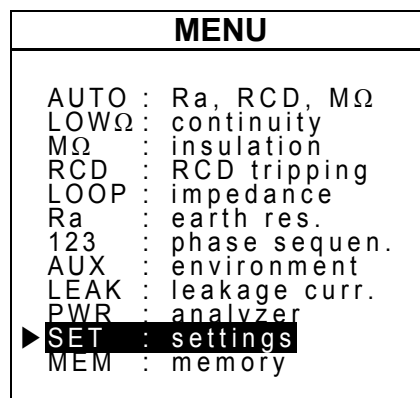 MENU
AUTO : Ra, RCD, MΩ
LOWΩ : continuity
MΩ : insulation
RCD : RCD tripping
LOOP : impedance
Ra : earth res.
123 : phase sequen.
AUX : environment
LEAK : leakage curr.
PWR : analyzer
SET : settings
MEM : memory